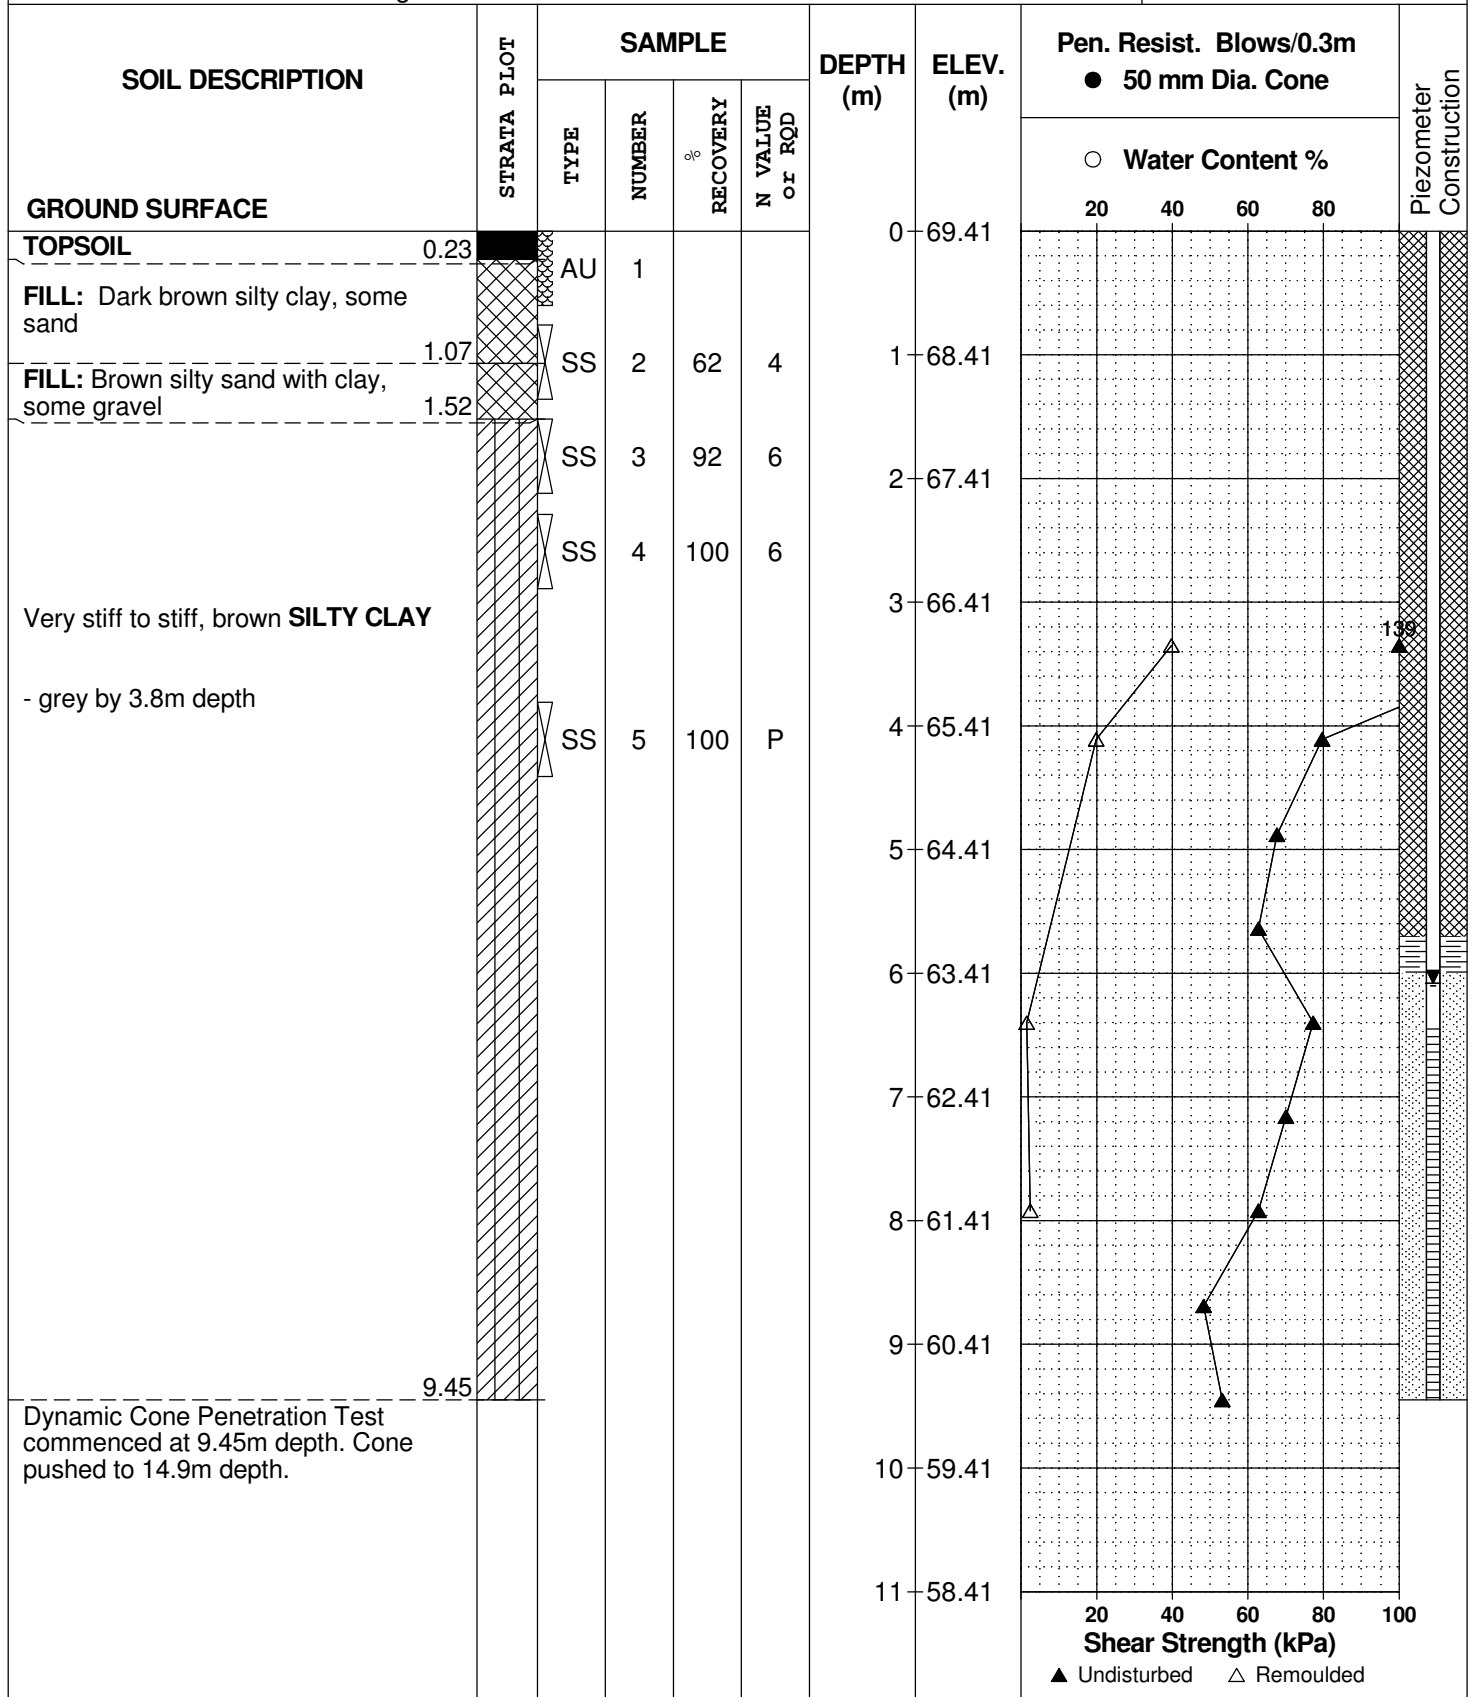 SOIL DESCRIPTION
GROUND SURFACE
STRATA PLOT
SAMPLE
TYPE
NUMBER
% RECOVERY
N VALUE or RQD
DEPTH (m)
ELEV. (m)
Pen. Resist. Blows/0.3m
● 50 mm Dia. Cone
○ Water Content %
20 40 60 80
Piezometer Construction
TOPSOIL 0.23
FILL: Dark brown silty clay, some
sand
1.07
FILL: Brown silty sand with clay,
some gravel 1.52
Very stiff to stiff, brown SILTY CLAY
- grey by 3.8m depth
9.45
Dynamic Cone Penetration Test
commenced at 9.45m depth. Cone
pushed to 14.9m depth.
AU 1
SS 2 62 4
SS 3 92 6
SS 4 100 6
SS 5 100 P
0 69.41
1 68.41
2 67.41
3 66.41
4 65.41
5 64.41
6 63.41
7 62.41
8 61.41
9 60.41
10 59.41
11 58.41
139
20 40 60 80 100
Shear Strength (kPa)
▲ Undisturbed △ Remoulded